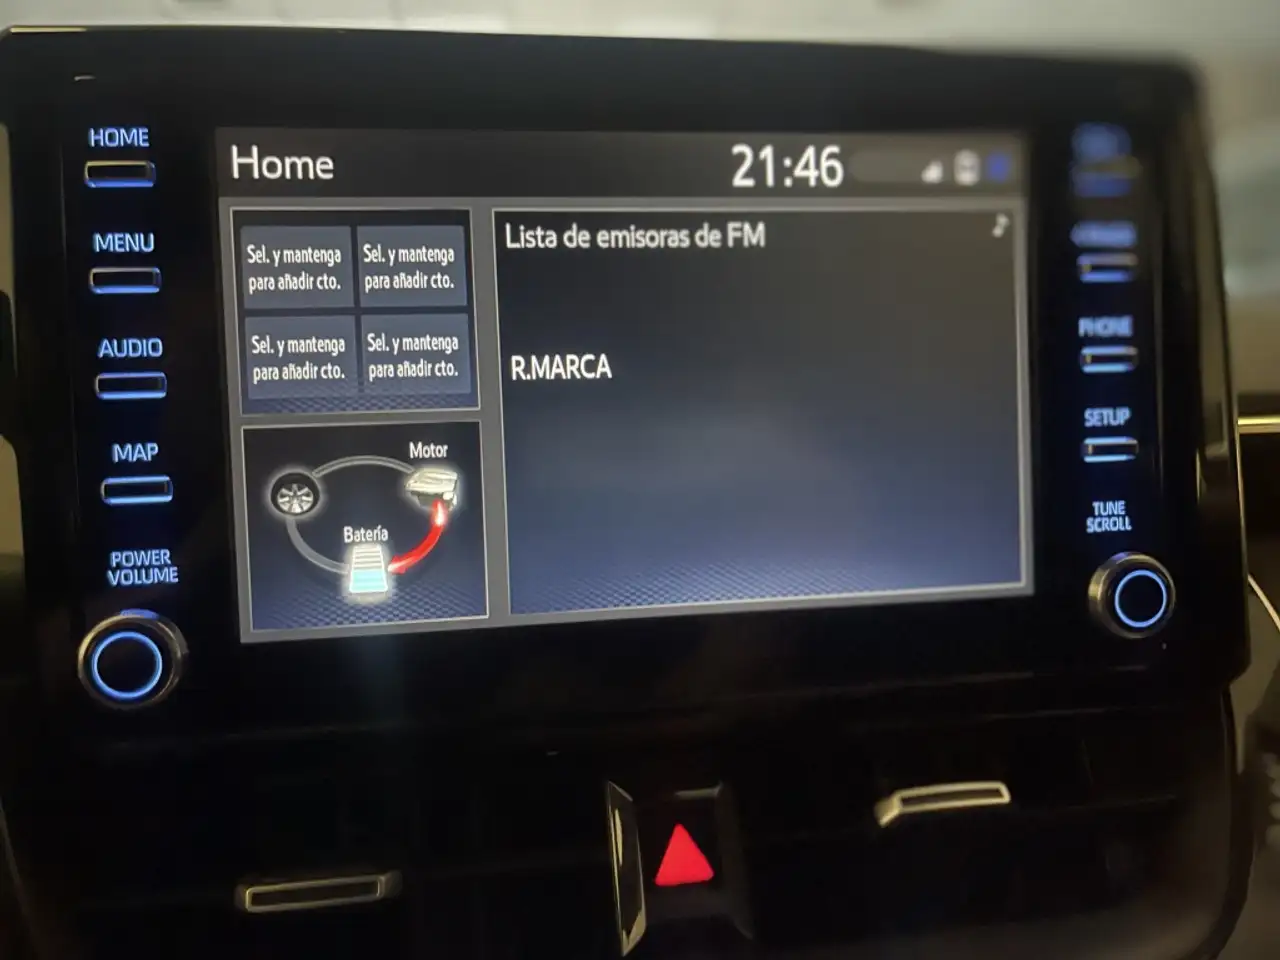 HOME
MENU
AUDIO
MAP
POWER
VOLUME
Home
21:46
Sel. y mantenga
para añadir cto.
Sel. y mantenga
para añadir cto.
Sel. y mantenga
para añadir cto.
Sel. y mantenga
para añadir cto.
Motor
Batería
Lista de emisoras de FM
R.MARCA
PHONE
SETUP
TUNE
SCROLL